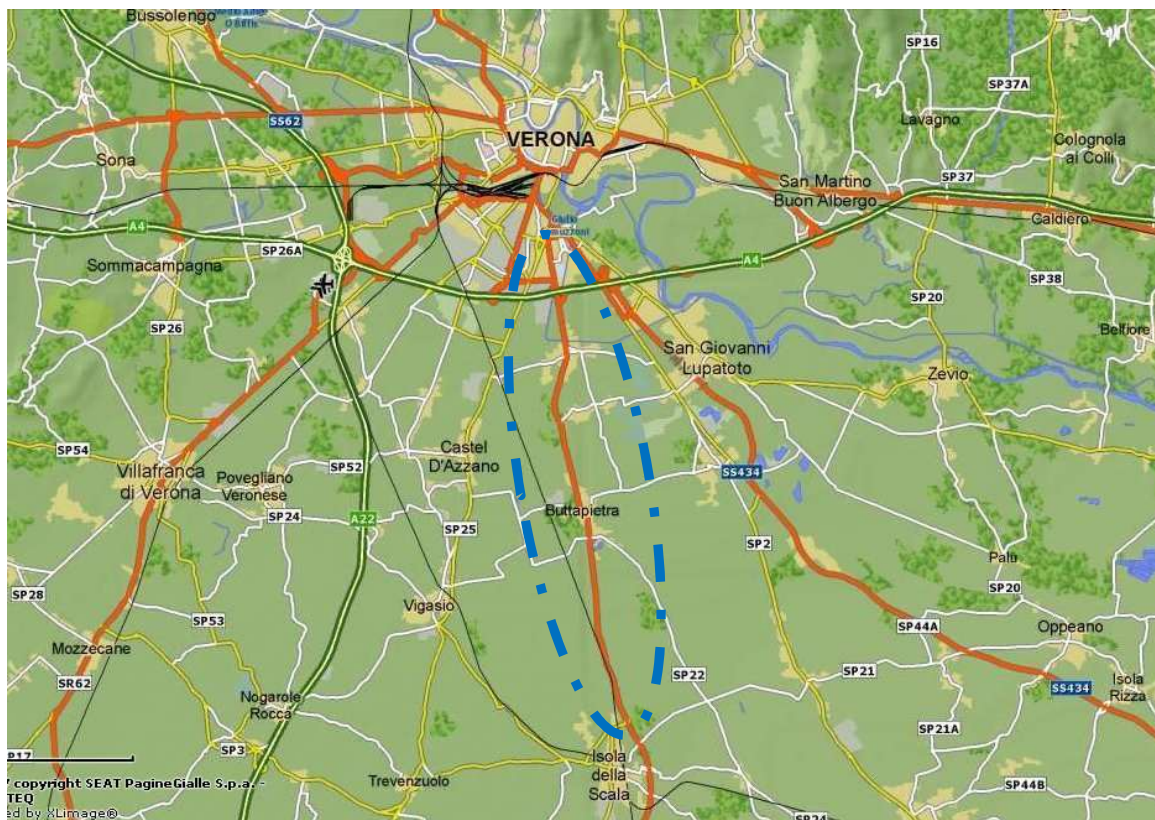 Bussolengo
SP16
SP37A
SS62
VERONA
Lavagno
Colognola
ai Colli
Sona
San Martino
Buon Albergo
SP37
Caldiero
A4
SP26A
Giulio
A4
Sommacampagna
SP38
SP20
SP26
Belfiore
San Giovanni
Lupatoto
Zevio
SP54
Castel
D'Azzano
Villafranca
di Verona
Povegliano
Veronese
SP52
SS434
SP24
A22
Buttapietra
SP25
SP2
Palù
SP28
SP20
Vigasio
SP53
SP44A
Oppeano
Mozzecane
SP21
SP22
SR62
Isola
Rizza
SS434
Nogarole
Rocca
SP21A
SP3
P17
Isola
della
Scala
Trevenzuolo
copyright SEAT PagineGialle S.p.a. -
TEQ
ed by XLimage®
SP44B
SP24